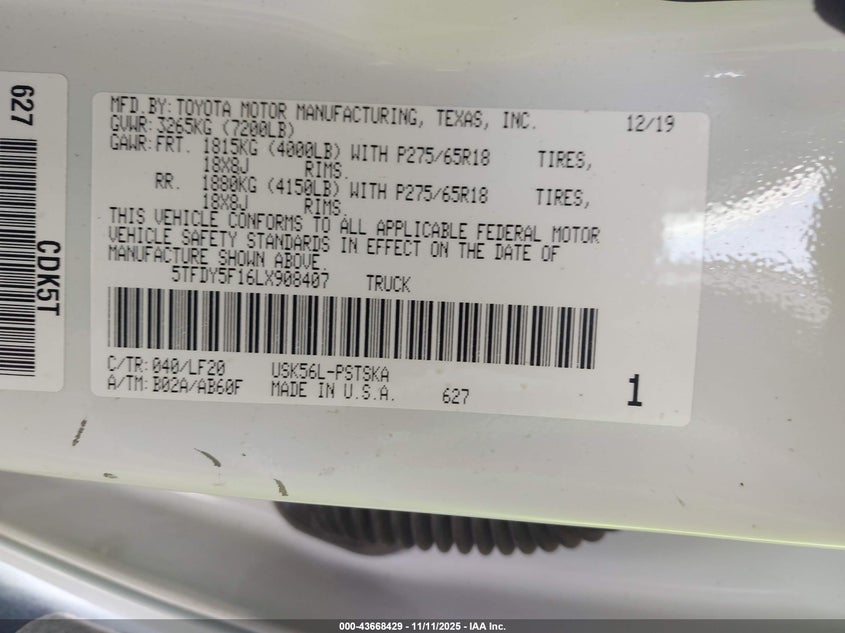 MFD.BY:TOYOTA MOTOR MANUFACTURING, TEXAS, INC. 12/19
GVWR:3265KG (7200LB)
GAWR:FRT. 1815KG (4000LB) WITH P275/65R18 TIRES,
18X8J RIMS.
RR. 1880KG (4150LB) WITH P275/65R18 TIRES,
18X8J RIMS.
THIS VEHICLE CONFORMS TO ALL APPLICABLE FEDERAL MOTOR
VEHICLE SAFETY STANDARDS IN EFFECT ON THE DATE OF
MANUFACTURE SHOWN ABOVE
5TFDY5F16LX908407 TRUCK
C/TR:040/LF20 USK56L-PSTSKA
A/TM:B02A/AB60F MADE IN U.S.A. 627 1
627
CDK5T
000-43668429 - 11/11/2025 - IAA Inc.